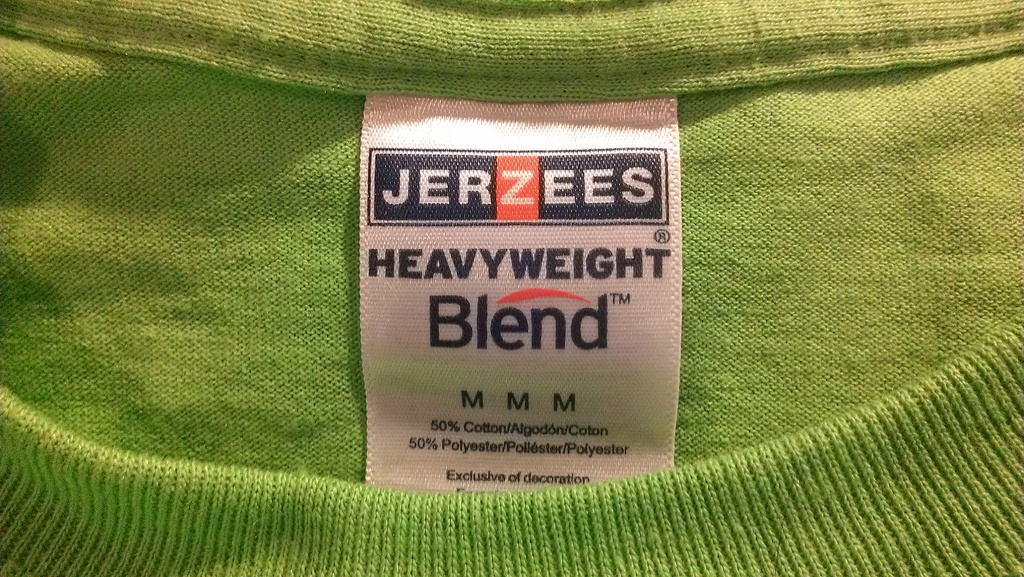 JERZEES
®
HEAVYWEIGHT
Blend™
M M M
50% Cotton/Algodón/Coton
50% Polyester/Poliéster/Polyester
Exclusive of decoration